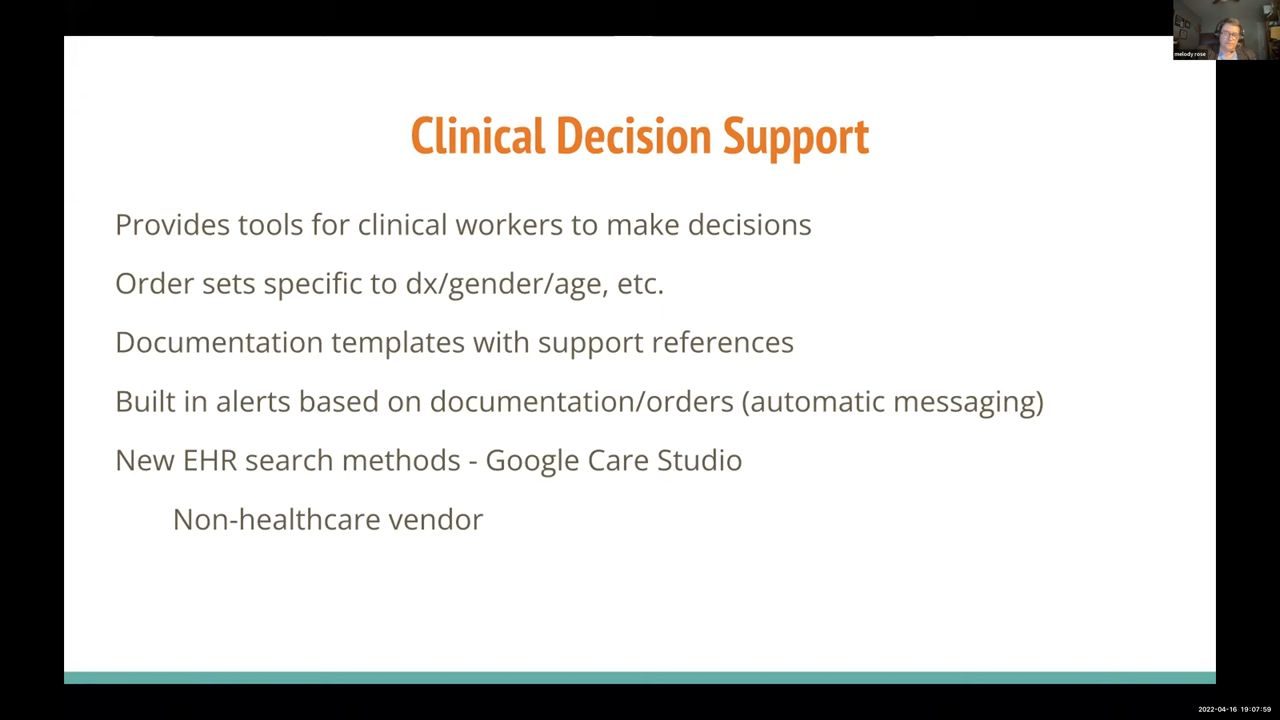 melody rose
Clinical Decision Support
Provides tools for clinical workers to make decisions
Order sets specific to dx/gender/age, etc.
Documentation templates with support references
Built in alerts based on documentation/orders (automatic messaging)
New EHR search methods - Google Care Studio
Non-healthcare vendor
2022-04-16 19:07:59